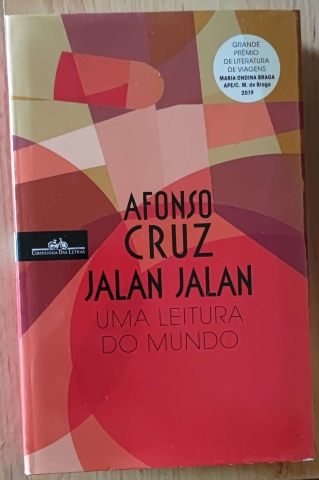 GRANDE
PRÉMIO
DE LITERATURA
DE VIAGENS
MARIA ONDINA BRAGA
APE/C. M. de Braga
2019
AFONSO
CRUZ
COMPANHIA DAS LETRAS
JALAN JALAN
UMA LEITURA
DO MUNDO